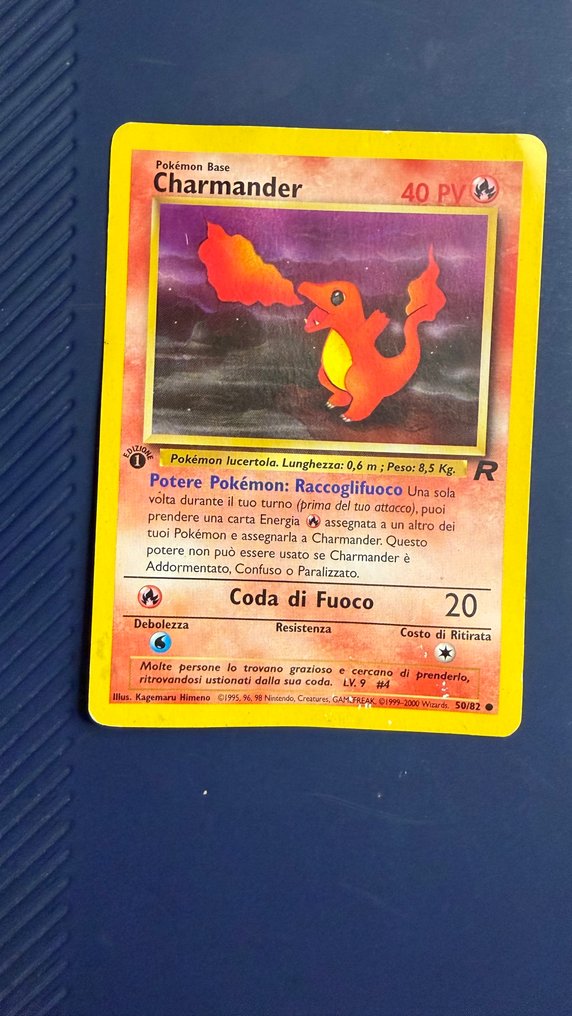 Pokémon Base
Charmander
40 PV
EDIZIONE
1
Pokémon lucertola. Lunghezza: 0,6 m ; Peso: 8,5 Kg.
R
Potere Pokémon: Raccoglifuoco Una sola
volta durante il tuo turno (prima del tuo attacco), puoi
prendere una carta Energia assegnata a un altro dei
tuoi Pokémon e assegnarla a Charmander. Questo
potere non può essere usato se Charmander è
Addormentato, Confuso o Paralizzato.
Coda di Fuoco 20
Debolezza Resistenza Costo di Ritirata
Molte persone lo trovano grazioso e cercano di prenderlo,
ritrovandosi ustionati dalla sua coda. LV. 9 #4
Illus. Kagemaru Himeno ©1995, 96, 98 Nintendo, Creatures, GAMEFREAK. ©1999-2000 Wizards. 50/82